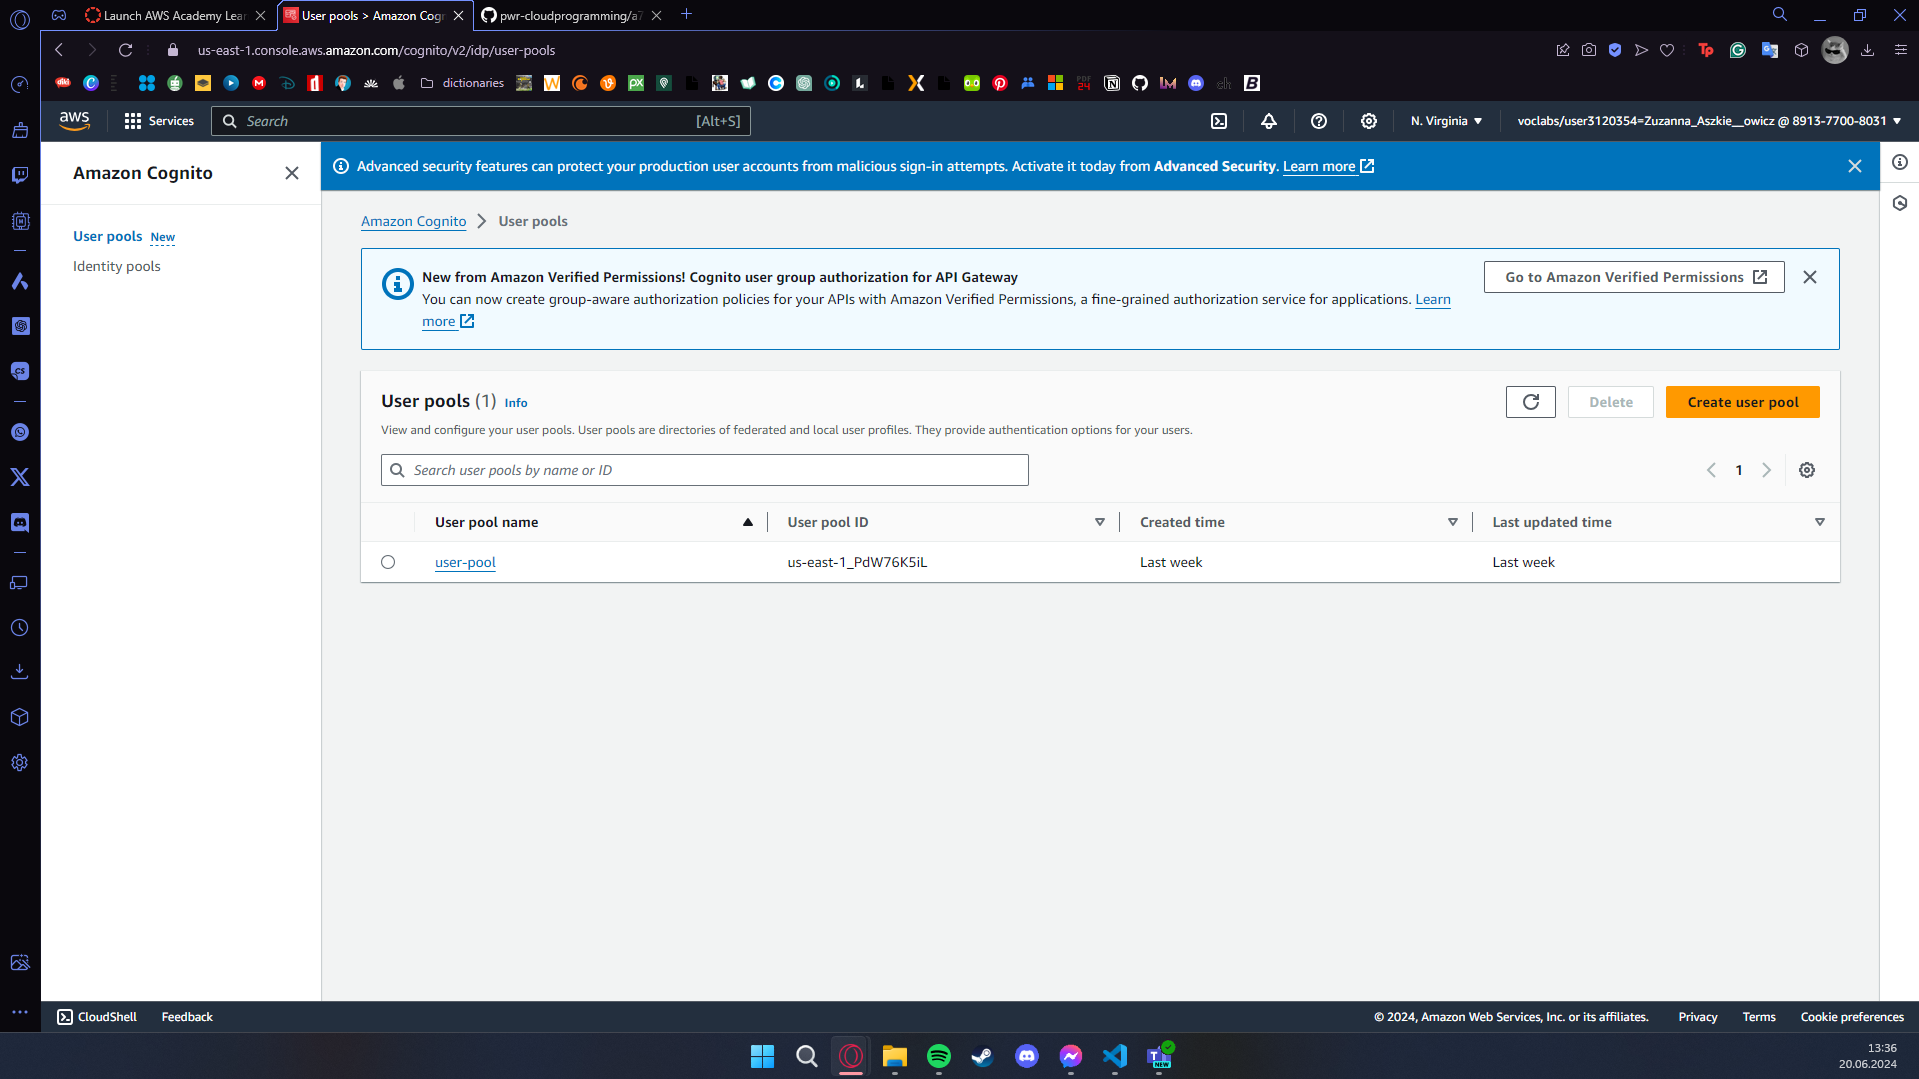 Launch AWS Academy Lear
User pools > Amazon Cogn
pwr-cloudprogramming/a7
us-east-1.console.aws.amazon.com/cognito/v2/idp/user-pools
dictionaries
aws
Services
Search
[Alt+S]
N. Virginia
voclabs/user3120354=Zuzanna_Aszkie__owicz @ 8913-7700-8031
Amazon Cognito
User pools New
Identity pools
Advanced security features can protect your production user accounts from malicious sign-in attempts. Activate it today from Advanced Security. Learn more
Amazon Cognito
User pools
New from Amazon Verified Permissions! Cognito user group authorization for API Gateway
You can now create group-aware authorization policies for your APIs with Amazon Verified Permissions, a fine-grained authorization service for applications. Learn
more
Go to Amazon Verified Permissions
User pools (1) Info
View and configure your user pools. User pools are directories of federated and local user profiles. They provide authentication options for your users.
Delete
Create user pool
Search user pools by name or ID
1
User pool name
User pool ID
Created time
Last updated time
user-pool
us-east-1_PdW76K5iL
Last week
Last week
CloudShell
Feedback
© 2024, Amazon Web Services, Inc. or its affiliates.
Privacy
Terms
Cookie preferences
13:36
20.06.2024